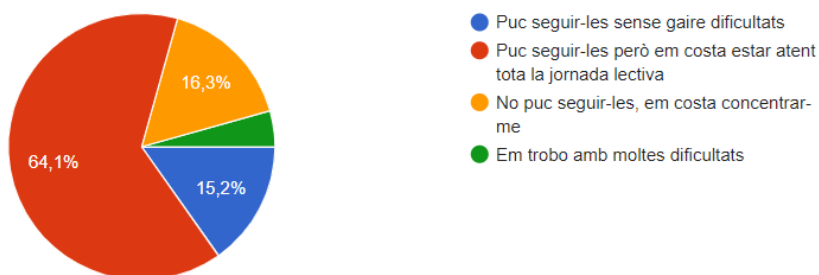 16,3%
64,1%
15,2%
Puc seguir-les sense gaire dificultats
Puc seguir-les però em costa estar atent
tota la jornada lectiva
No puc seguir-les, em costa concentrar-
me
Em trobo amb moltes dificultats